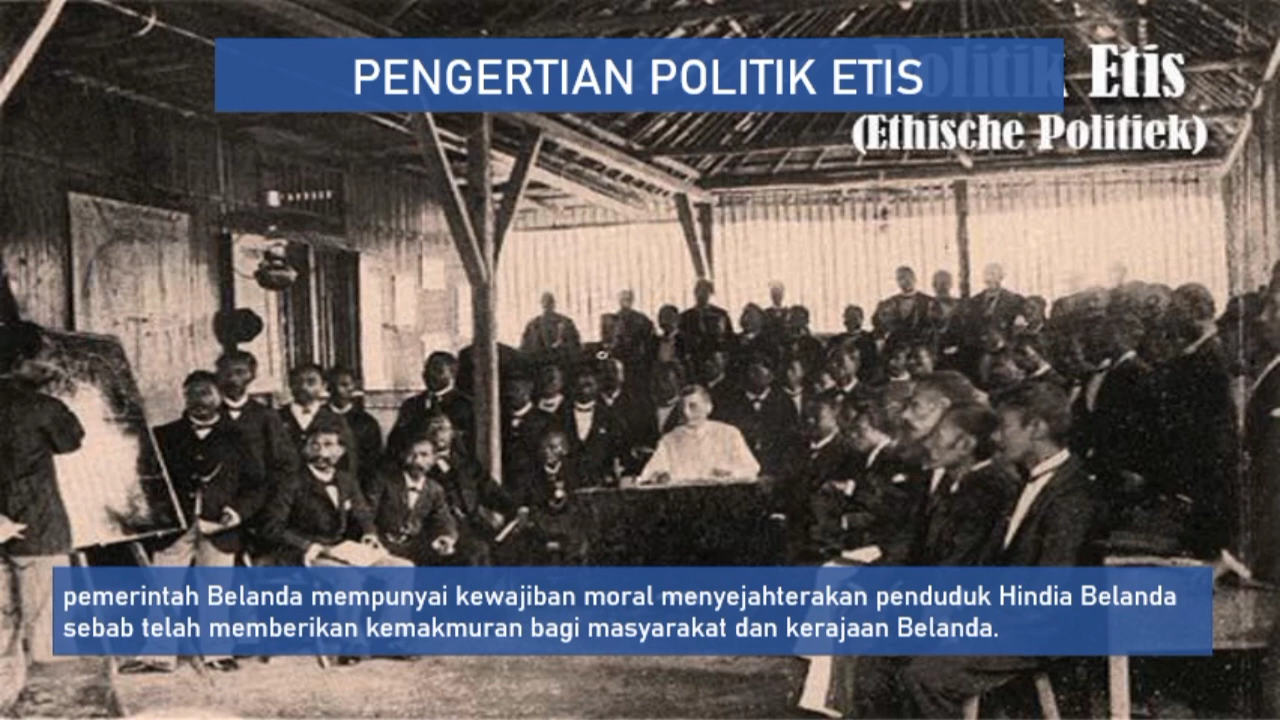 PENGERTIAN POLITIK ETIS
Politik Etis
(Ethische Politiek)
pemerintah Belanda mempunyai kewajiban moral menyejahterakan penduduk Hindia Belanda
sebab telah memberikan kemakmuran bagi masyarakat dan kerajaan Belanda.